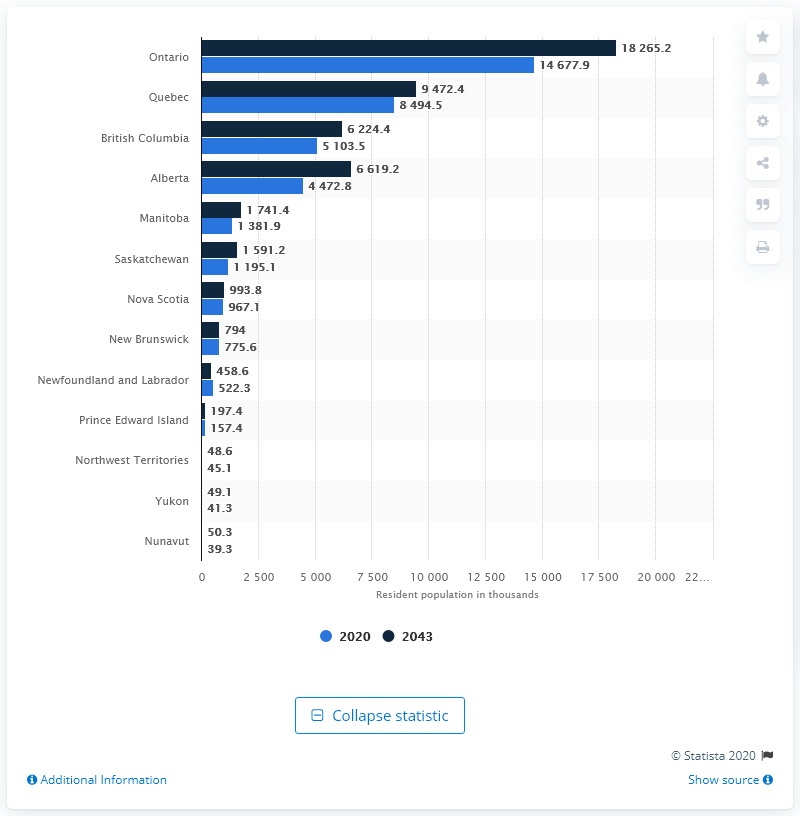 Ontario
18 265.2
14 677.9
Quebec
9 472.4
8 494.5
British Columbia
6 224.4
5 103.5
Alberta
6 619.2
4 472.8
Manitoba
1 741.4
1 381.9
Saskatchewan
1 591.2
1 195.1
Nova Scotia
993.8
967.1
New Brunswick
794
775.6
Newfoundland and Labrador
458.6
522.3
Prince Edward Island
197.4
157.4
Northwest Territories
48.6
45.1
Yukon
49.1
41.3
Nunavut
50.3
39.3
0 2 500 5 000 7 500 10 000 12 500 15 000 17 500 20 000 22…
Resident population in thousands
2020 2043
Collapse statistic
© Statista 2020
Additional Information
Show source